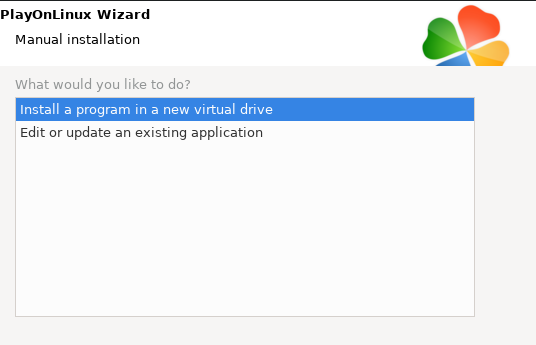 PlayOnLinux Wizard
Manual installation
What would you like to do?
Install a program in a new virtual drive
Edit or update an existing application